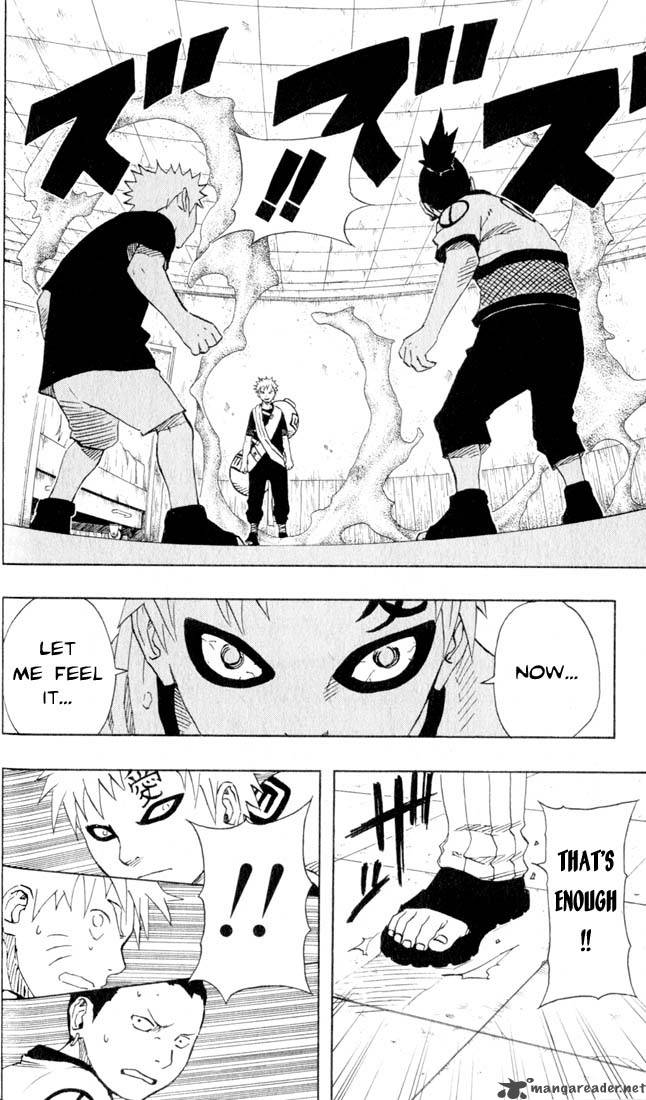 ズズズ
!!
NOW...
LET
ME FEEL
IT...
THAT'S
ENOUGH
!!
愛
!!
mangareader.net